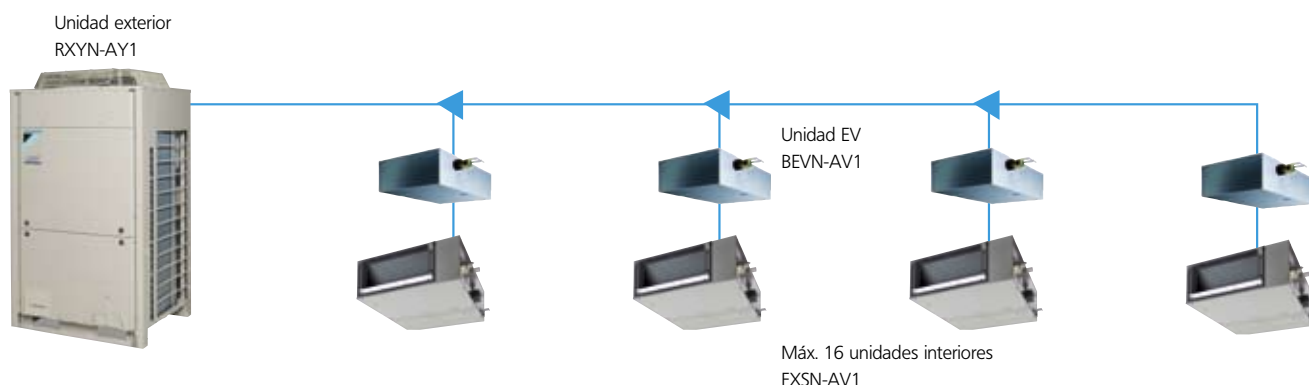 Unidad exterior
RXYN-AY1
Unidad EV
BEVN-AV1
Máx. 16 unidades interiores
FXSN-AV1